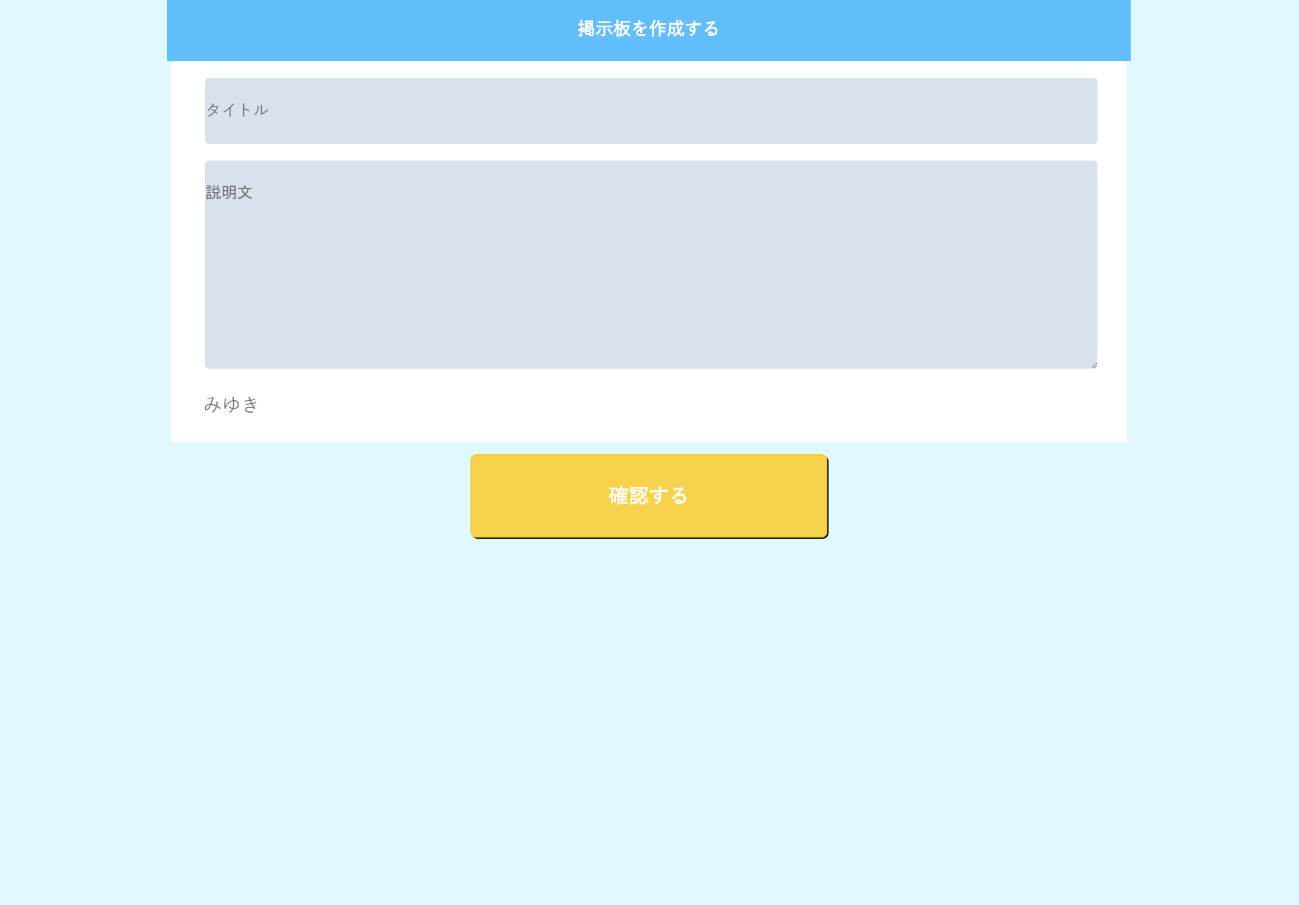 掲示板を作成する
タイトル
説明文
みゆき
確認する